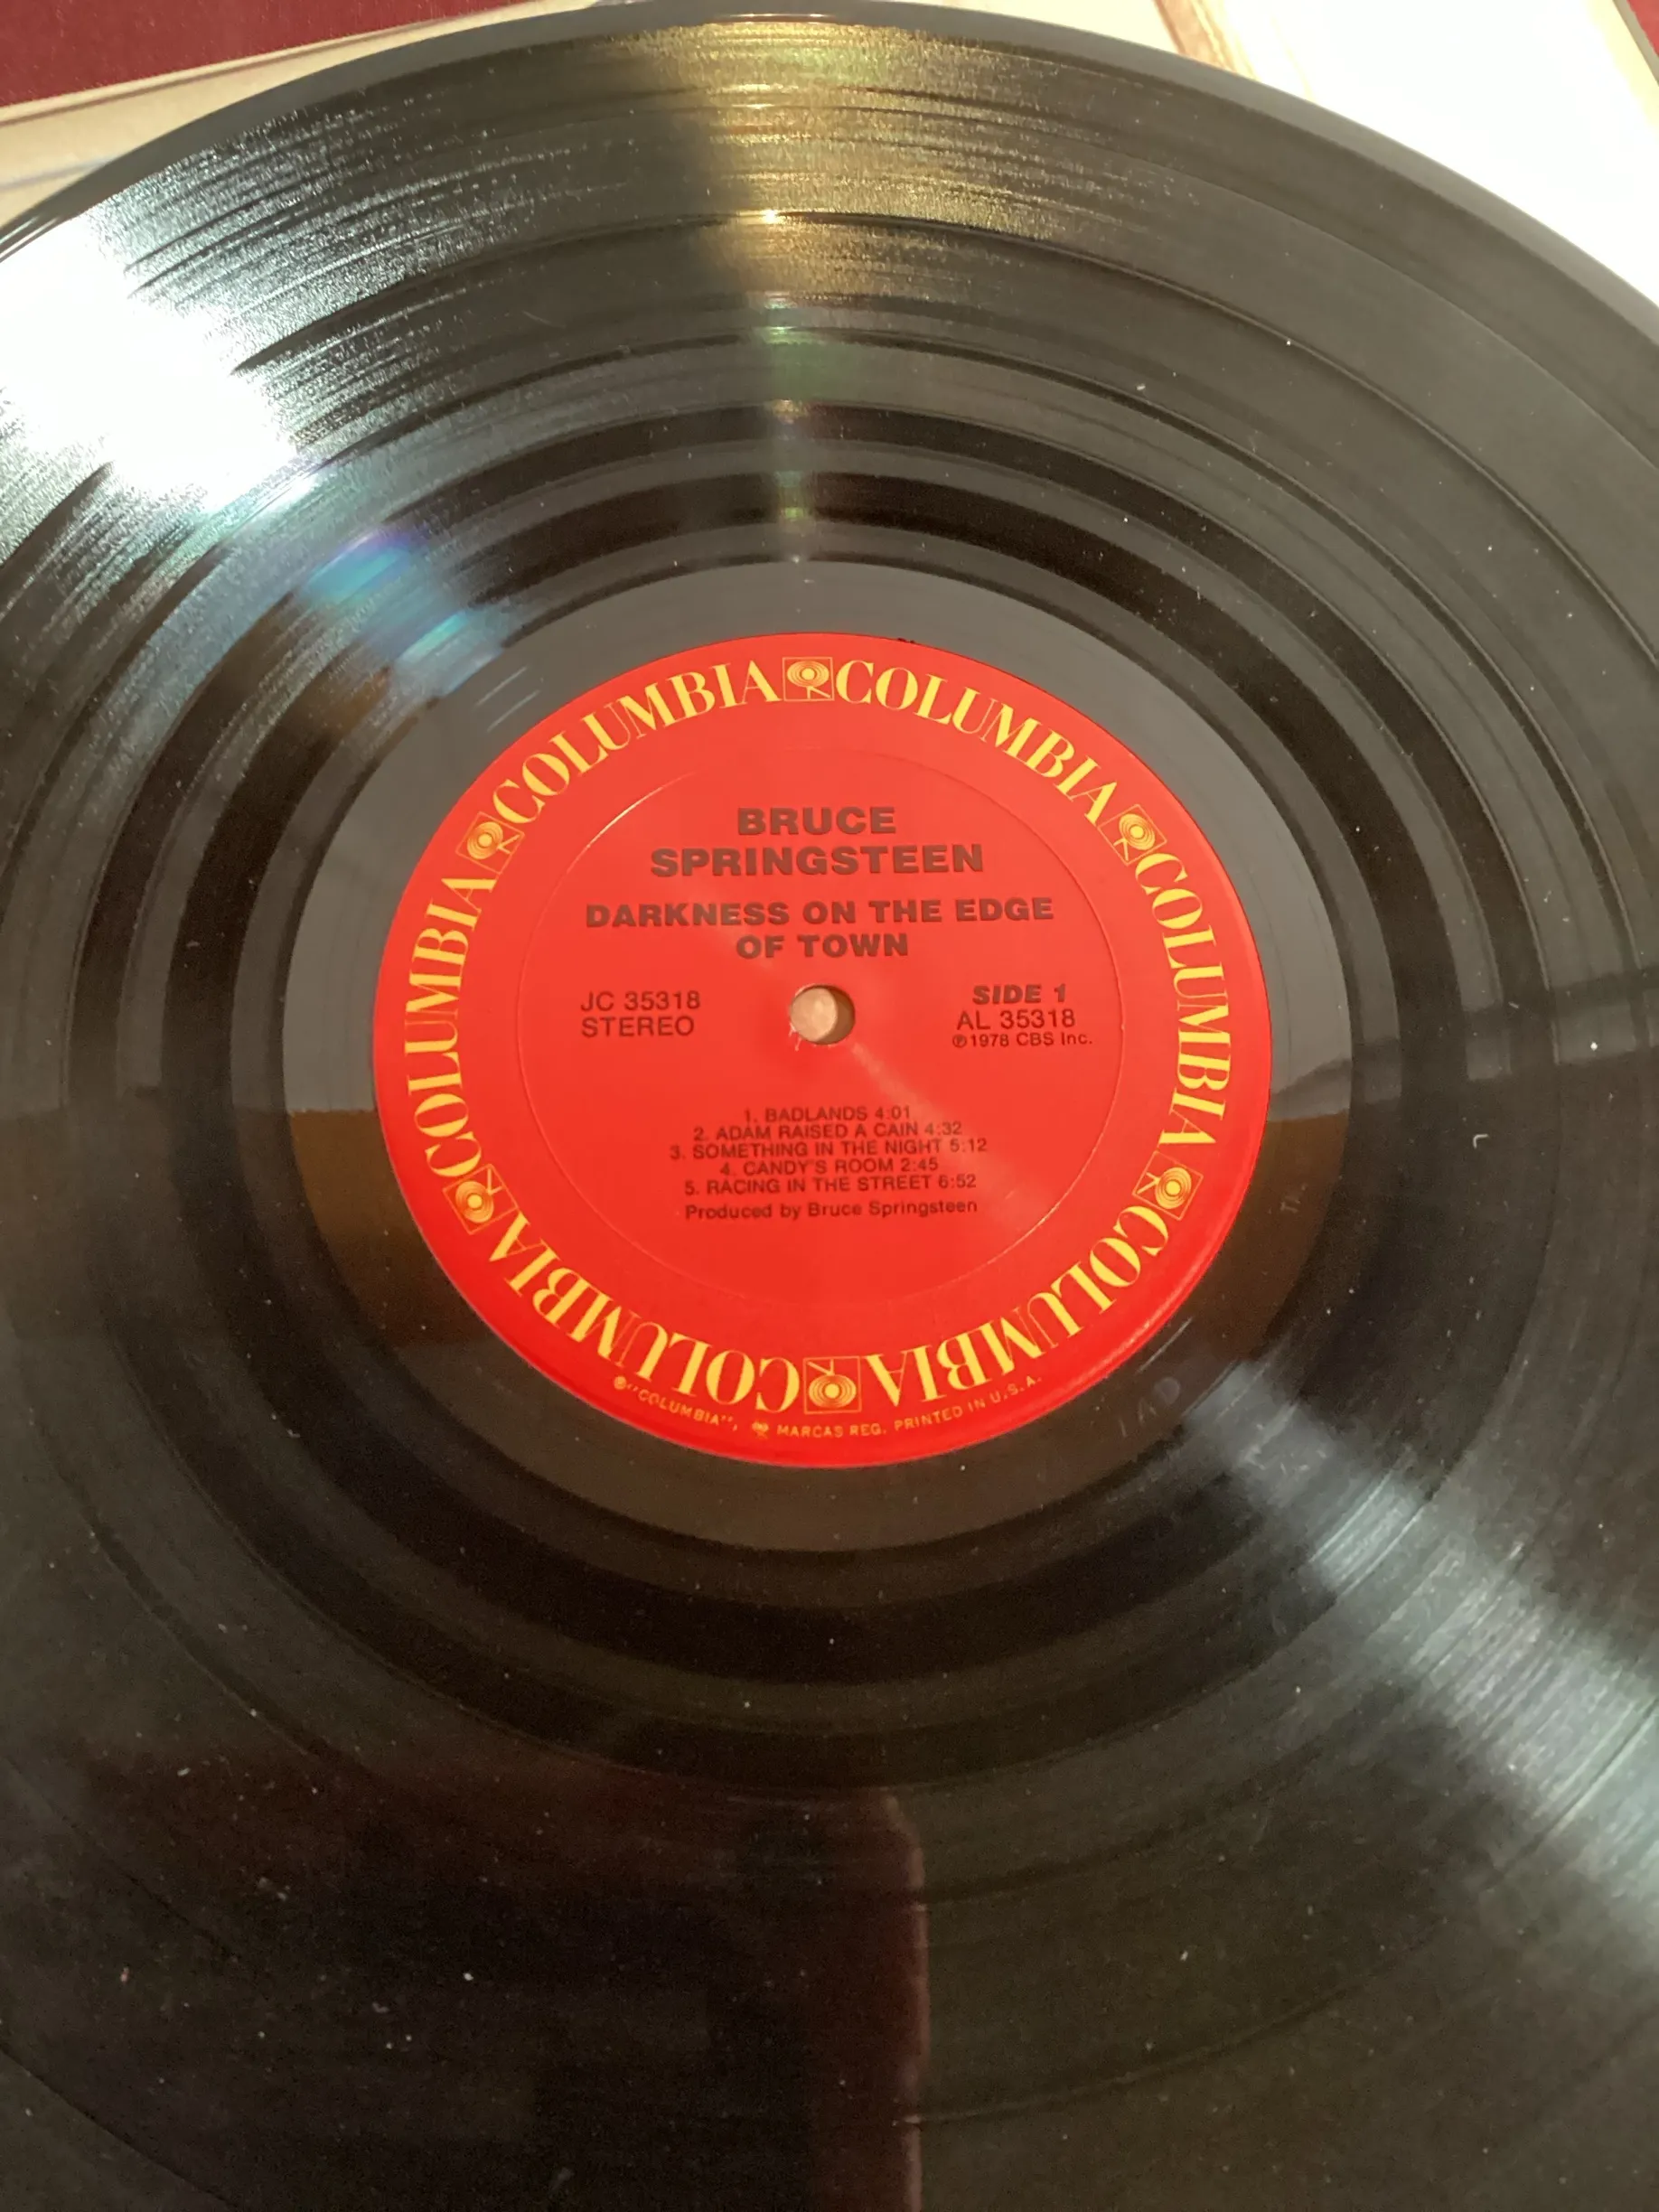 COLUMBIA COLUMBIA COLUMBIA COLUMBIA COLUMBIA COLUMBIA
BRUCE
SPRINGSTEEN
DARKNESS ON THE EDGE
OF TOWN
JC 35318
STEREO
SIDE 1
AL 35318
℗1978 CBS Inc.
1. BADLANDS 4:01
2. ADAM RAISED A CAIN 4:32
3. SOMETHING IN THE NIGHT 5:12
4. CANDY'S ROOM 2:45
5. RACING IN THE STREET 6:52
Produced by Bruce Springsteen
"COLUMBIA", MARCAS REG. PRINTED IN U.S.A.